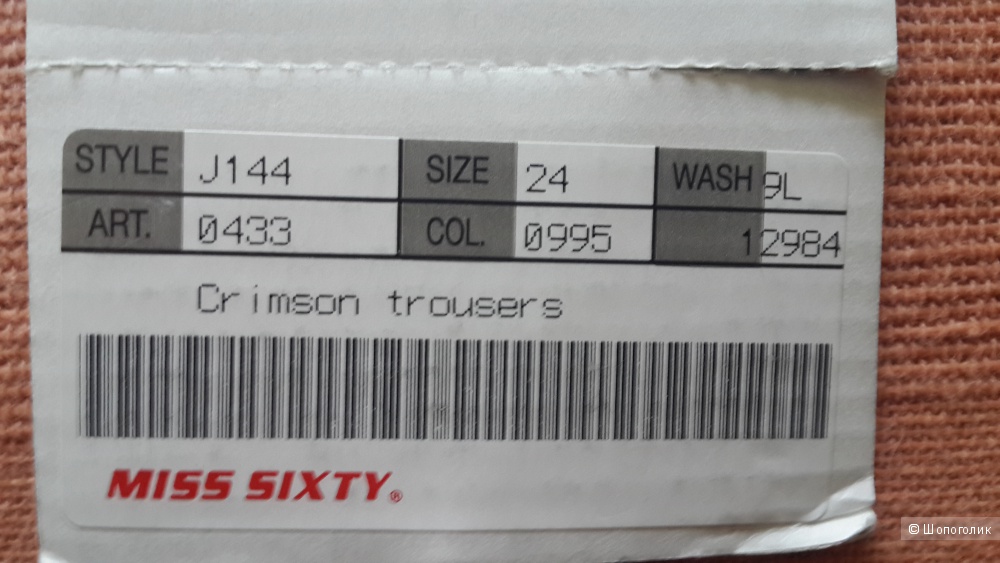 STYLE J144 SIZE 24 WASH 9L
ART. 0433 COL. 0995 12984
Crimson trousers
MISS SIXTY®
© Шопоголик